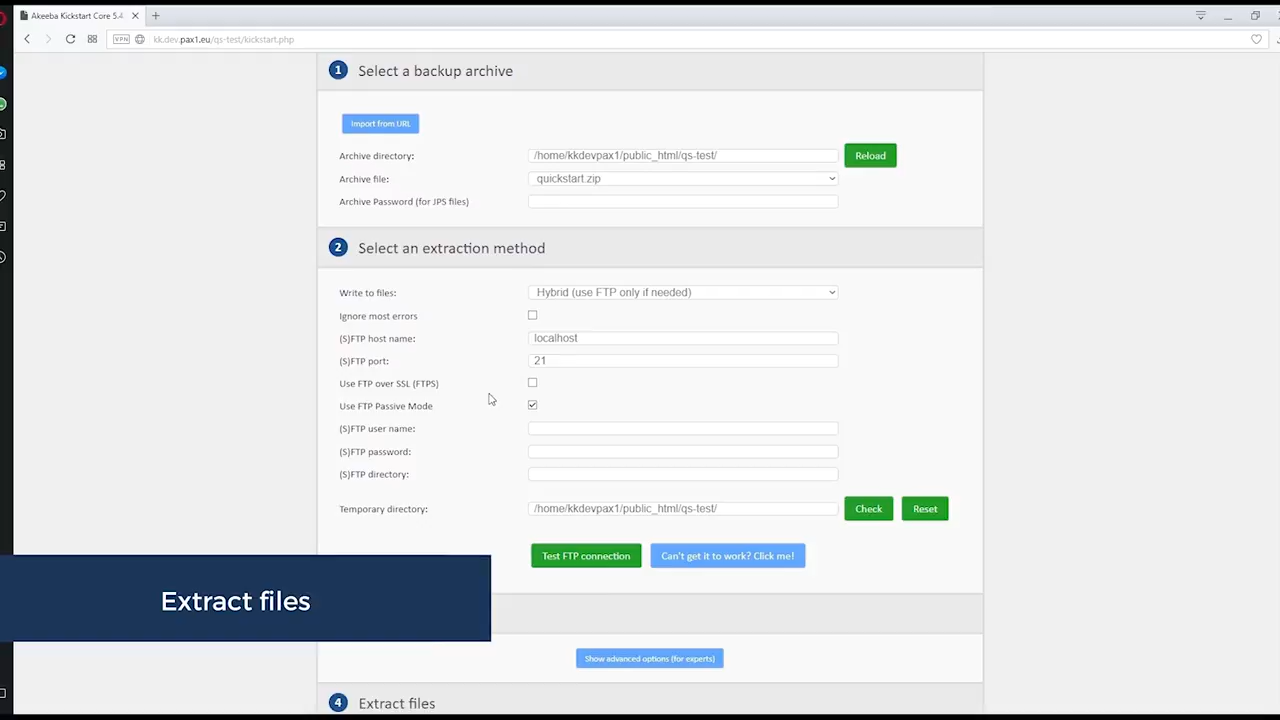 Akeeba Kickstart Core 5.4
VPN
kk.dev.pax1.eu/qs-test/kickstart.php
1 Select a backup archive
Import from URL
Archive directory: /home/kkdevpax1/public_html/qs-test/ Reload
Archive file: quickstart.zip
Archive Password (for JPS files)
2 Select an extraction method
Write to files: Hybrid (use FTP only if needed)
Ignore most errors
(S)FTP host name: localhost
(S)FTP port: 21
Use FTP over SSL (FTPS)
Use FTP Passive Mode
(S)FTP user name:
(S)FTP password:
(S)FTP directory:
Temporary directory: /home/kkdevpax1/public_html/qs-test/ Check Reset
Test FTP connection Can't get it to work? Click me!
Extract files
Show advanced options (for experts)
4 Extract files